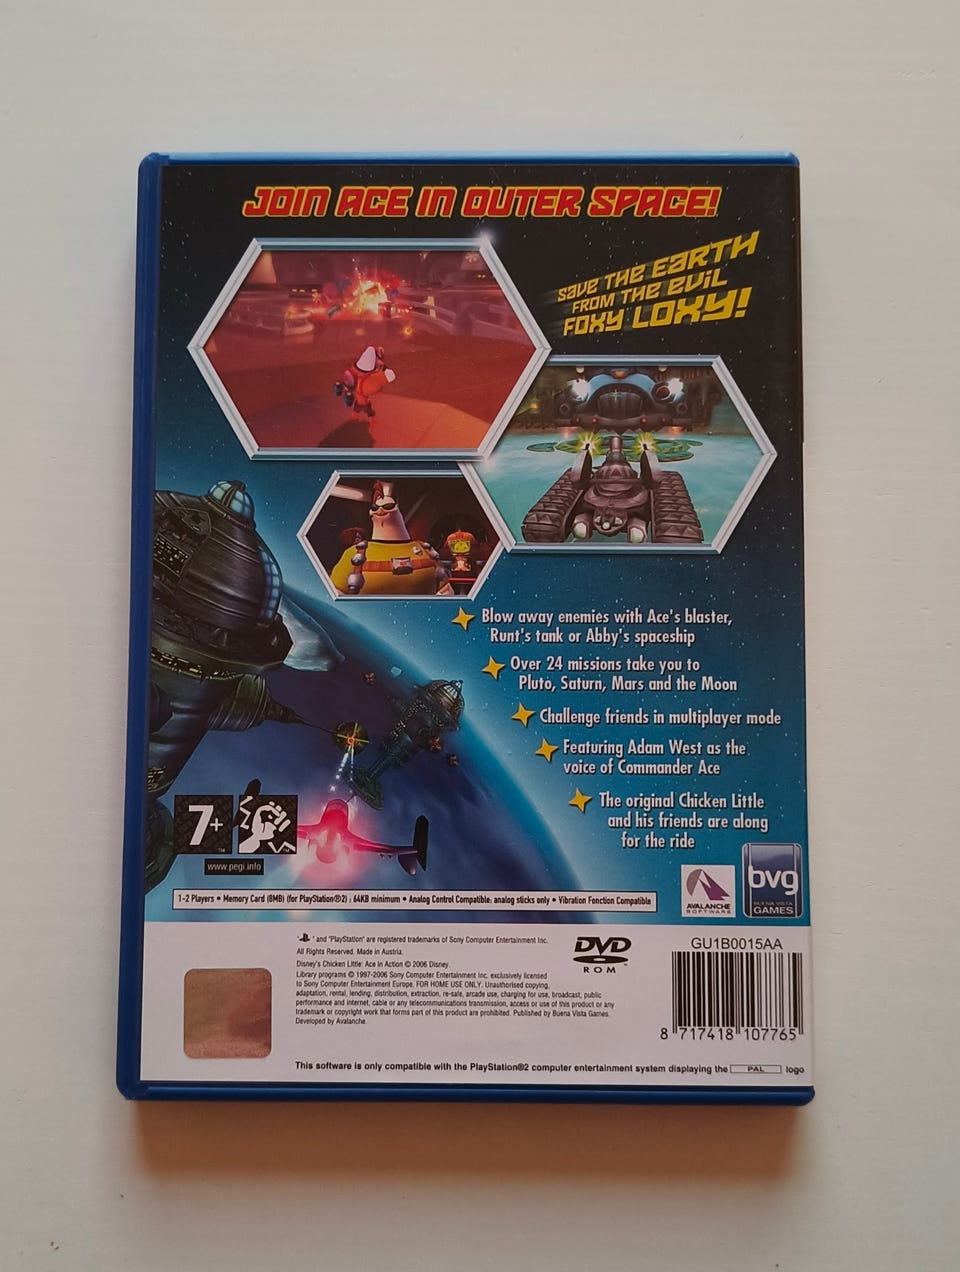 JOIN ACE IN OUTER SPACE!
SAVE THE EARTH
FROM THE EVIL
FOXY LOXY!
Blow away enemies with Ace's blaster,
Runt's tank or Abby's spaceship
Over 24 missions take you to
Pluto, Saturn, Mars and the Moon
Challenge friends in multiplayer mode
Featuring Adam West as the
voice of Commander Ace
The original Chicken Little
and his friends are along
for the ride
7+
www.pegi.info
AVALANCHE
SOFTWARE
bvg
BUENA VISTA
GAMES
1-2 Players • Memory Card (8MB) (for PlayStation®2) : 64KB minimum • Analog Control Compatible: analog sticks only • Vibration Fonction Compatible
" and "PlayStation" are registered trademarks of Sony Computer Entertainment Inc.
All Rights Reserved. Made in Austria.
Disney's Chicken Little: Ace in Action © 2006 Disney.
Library programs © 1997-2006 Sony Computer Entertainment Inc. exclusively licensed
to Sony Computer Entertainment Europe. FOR HOME USE ONLY. Unauthorised copying,
adaptation, rental, lending, distribution, extraction, re-sale, arcade use, charging for use, broadcast, public
performance and internet, cable or any telecommunications transmission, access or use of this product or any
trademark or copyright work that forms part of this product are prohibited. Published by Buena Vista Games.
Developed by Avalanche.
DVD
ROM
GU1B0015AA
8 717418 107765
This software is only compatible with the PlayStation®2 computer entertainment system displaying the PAL logo